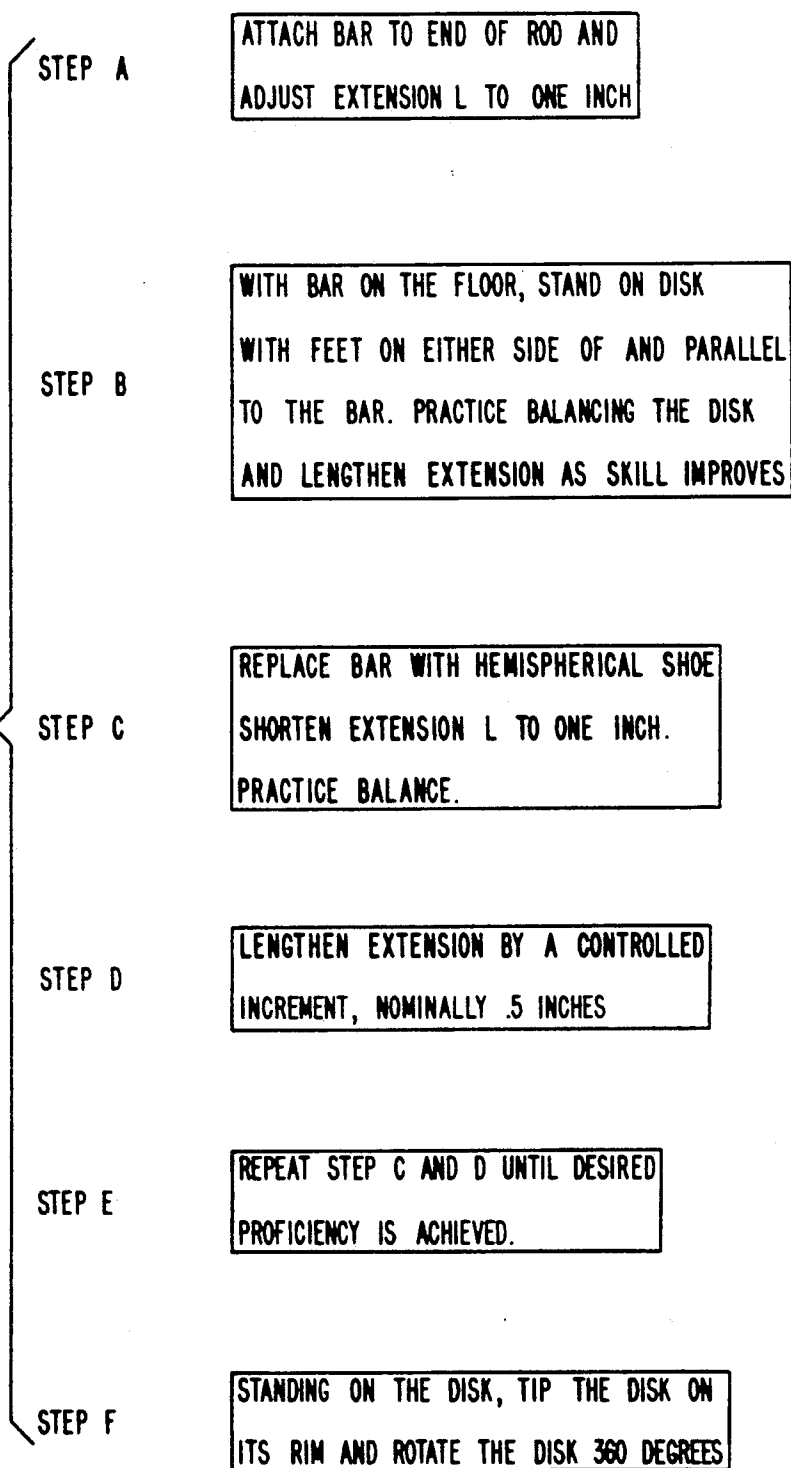 STEP A
ATTACH BAR TO END OF ROD AND
ADJUST EXTENSION L TO ONE INCH
STEP B
WITH BAR ON THE FLOOR, STAND ON DISK
WITH FEET ON EITHER SIDE OF AND PARALLEL
TO THE BAR. PRACTICE BALANCING THE DISK
AND LENGTHEN EXTENSION AS SKILL IMPROVES
STEP C
REPLACE BAR WITH HEMISPHERICAL SHOE
SHORTEN EXTENSION L TO ONE INCH.
PRACTICE BALANCE.
STEP D
LENGTHEN EXTENSION BY A CONTROLLED
INCREMENT, NOMINALLY .5 INCHES
STEP E
REPEAT STEP C AND D UNTIL DESIRED
PROFICIENCY IS ACHIEVED.
STEP F
STANDING ON THE DISK, TIP THE DISK ON
ITS RIM AND ROTATE THE DISK 360 DEGREES